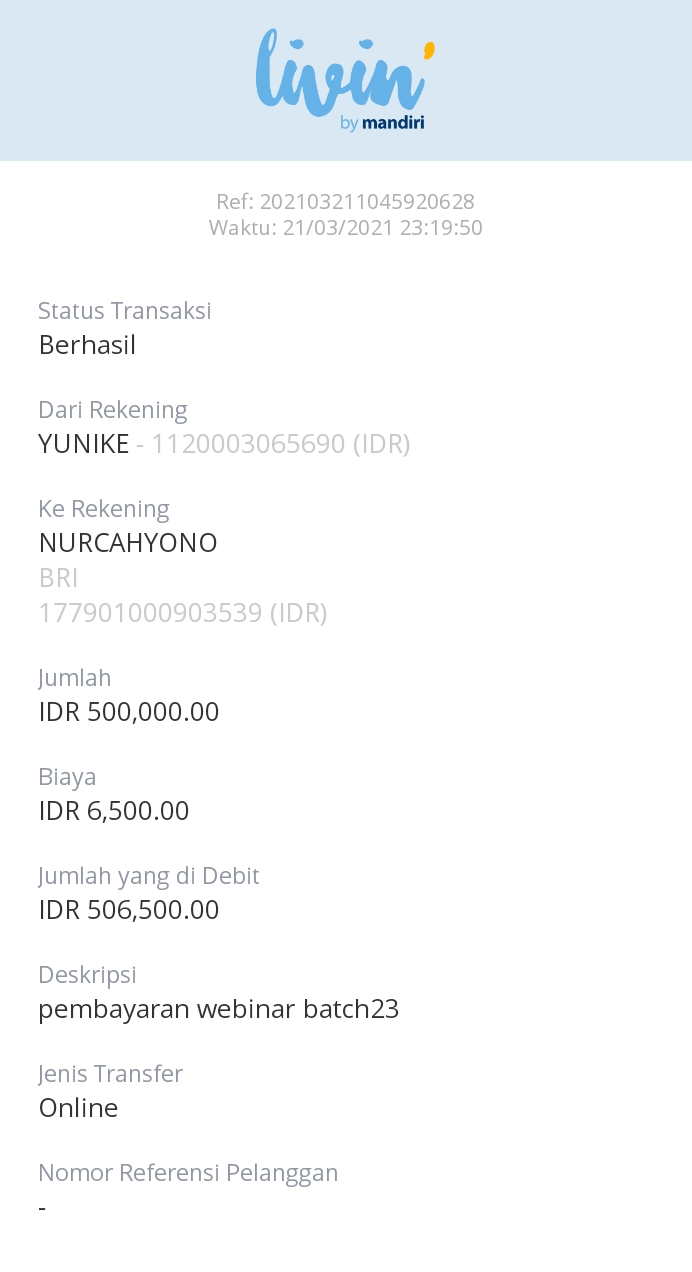 livin'
by mandiri
Ref: 202103211045920628
Waktu: 21/03/2021 23:19:50
Status Transaksi
Berhasil
Dari Rekening
YUNIKE - 1120003065690 (IDR)
Ke Rekening
NURCAHYONO
BRI
177901000903539 (IDR)
Jumlah
IDR 500,000.00
Biaya
IDR 6,500.00
Jumlah yang di Debit
IDR 506,500.00
Deskripsi
pembayaran webinar batch23
Jenis Transfer
Online
Nomor Referensi Pelanggan
-